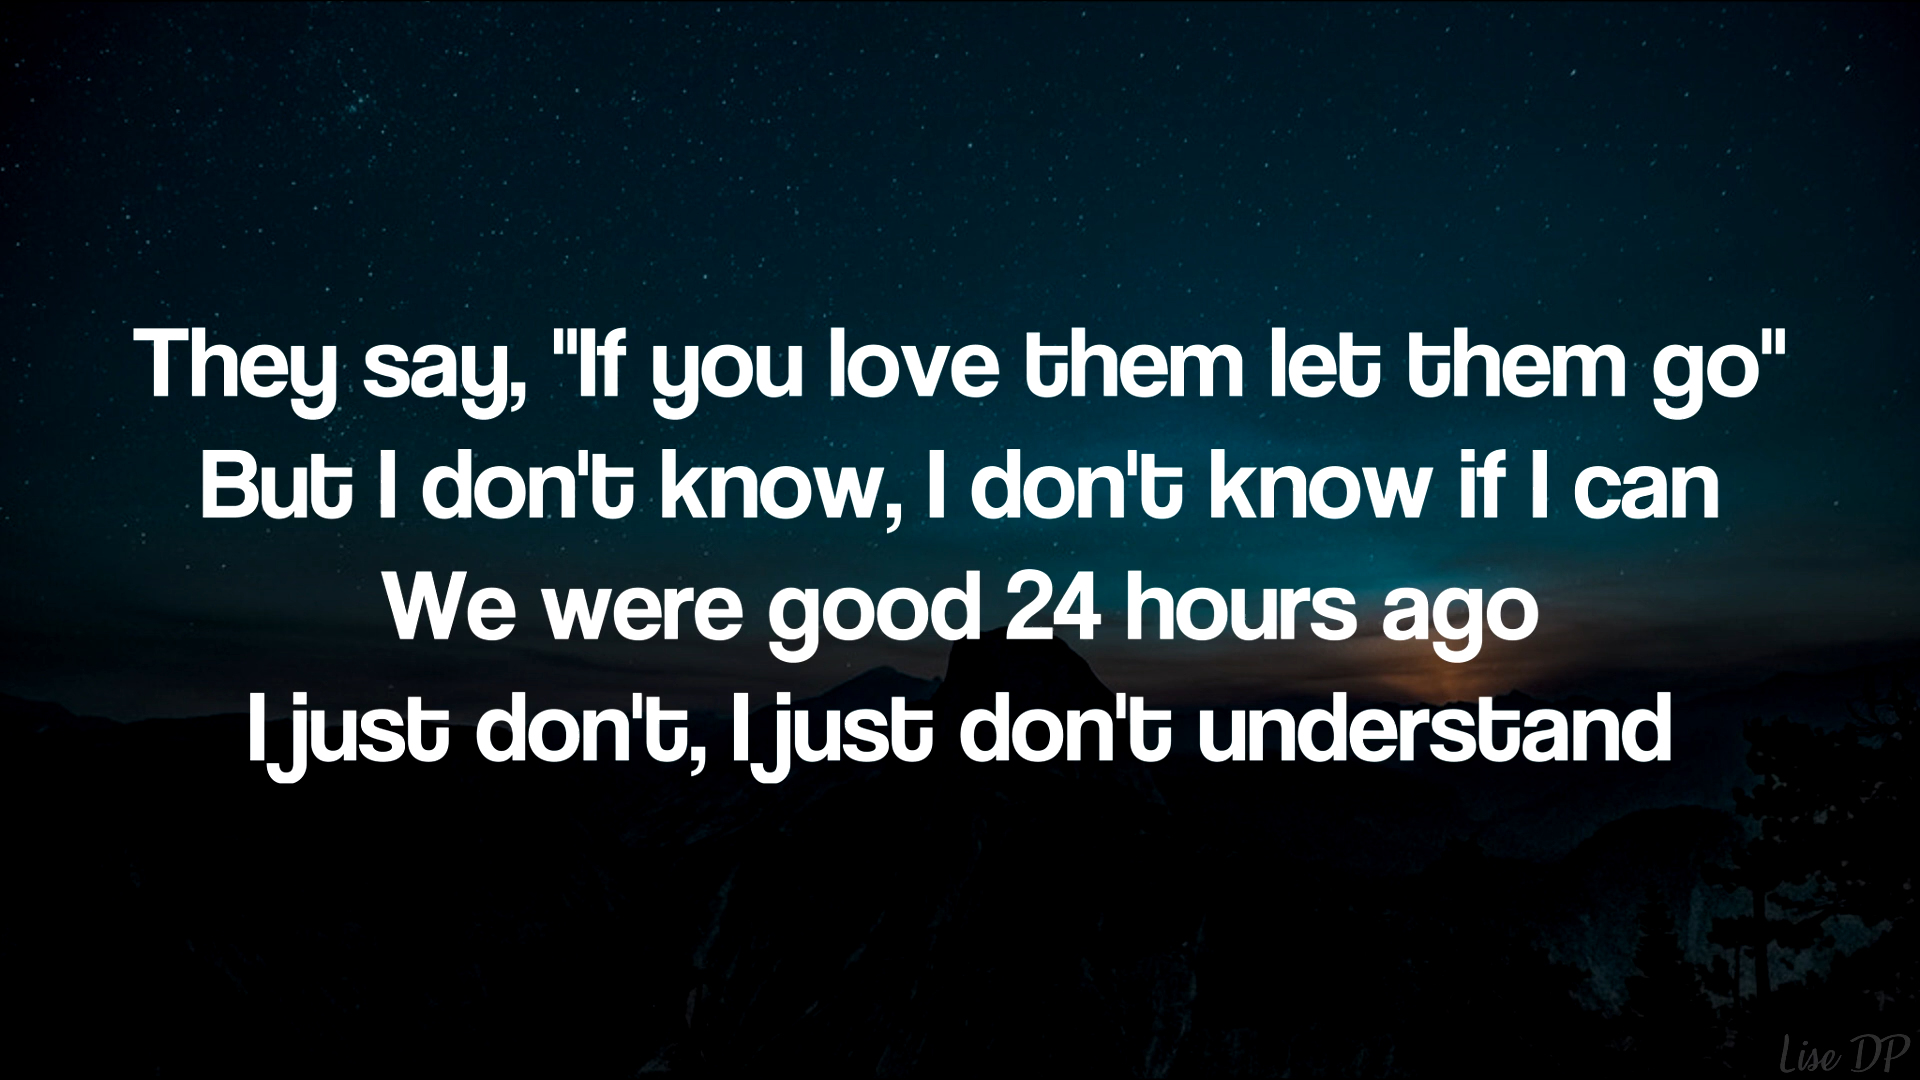 They say, "If you love them let them go"
But I don't know, I don't know if I can
We were good 24 hours ago
I just don't, I just don't understand
Lise DP